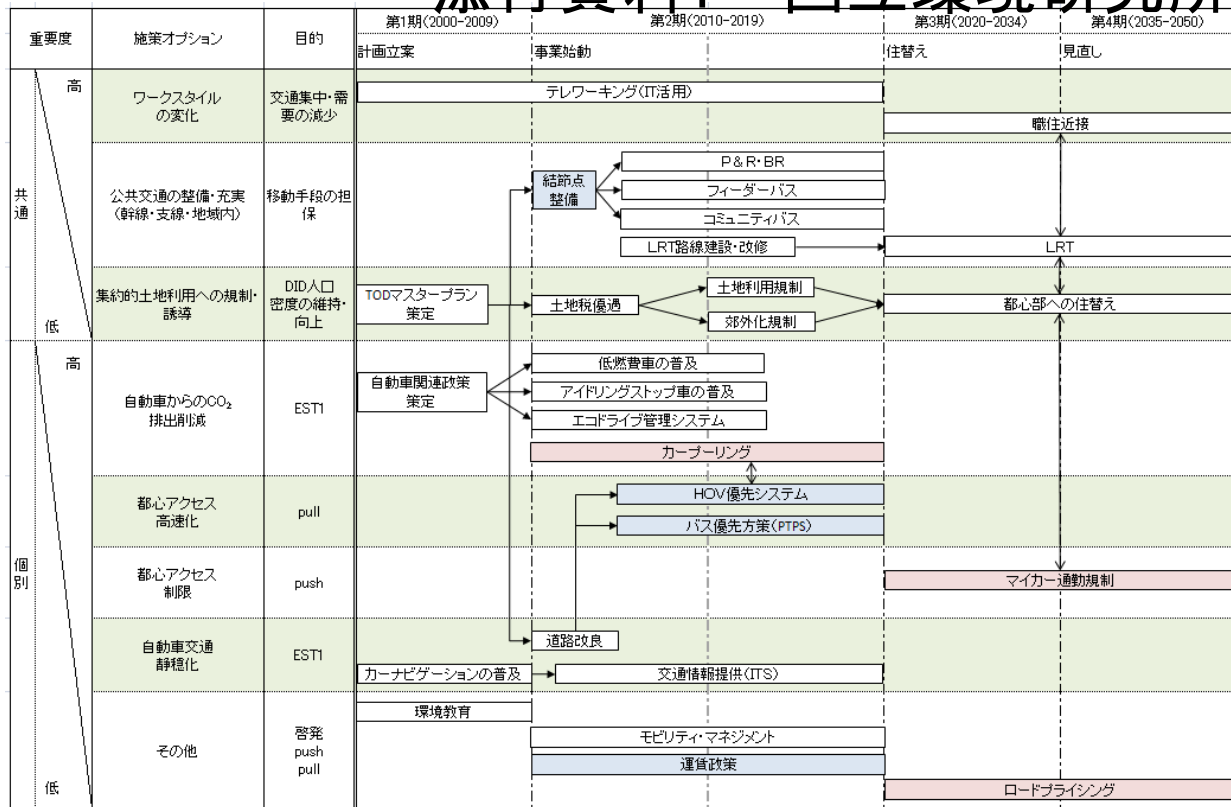 添付資料: 国立環境研究所
重要度
施策オプション
目的
第1期(2000-2009)
第2期(2010-2019)
第3期(2020-2034)
第4期(2035-2050)
計画立案
事業始動
住替え
見直し
共通
高
低
ワークスタイル
の変化
交通集中・需
要の減少
テレワーキング(IT活用)
職住近接
公共交通の整備・充実
(幹線・支線・地域内)
移動手段の担
保
結節点
整備
P&R・BR
フィーダーバス
コミュニティバス
LRT路線建設・改修
LRT
集約的土地利用への規制・
誘導
DID人口
密度の維持・
向上
TODマスタープラン
策定
土地税優遇
土地利用規制
郊外化規制
都心部への住替え
個別
高
低
自動車からのCO₂
排出削減
EST1
自動車関連政策
策定
低燃費車の普及
アイドリングストップ車の普及
エコドライブ管理システム
カープーリング
都心アクセス
高速化
pull
HOV優先システム
バス優先方策(PTPS)
都心アクセス
制限
push
マイカー通勤規制
自動車交通
静穏化
EST1
道路改良
カーナビゲーションの普及
交通情報提供(ITS)
その他
啓発
push
pull
環境教育
モビリティ・マネジメント
運賃政策
ロードプライシング